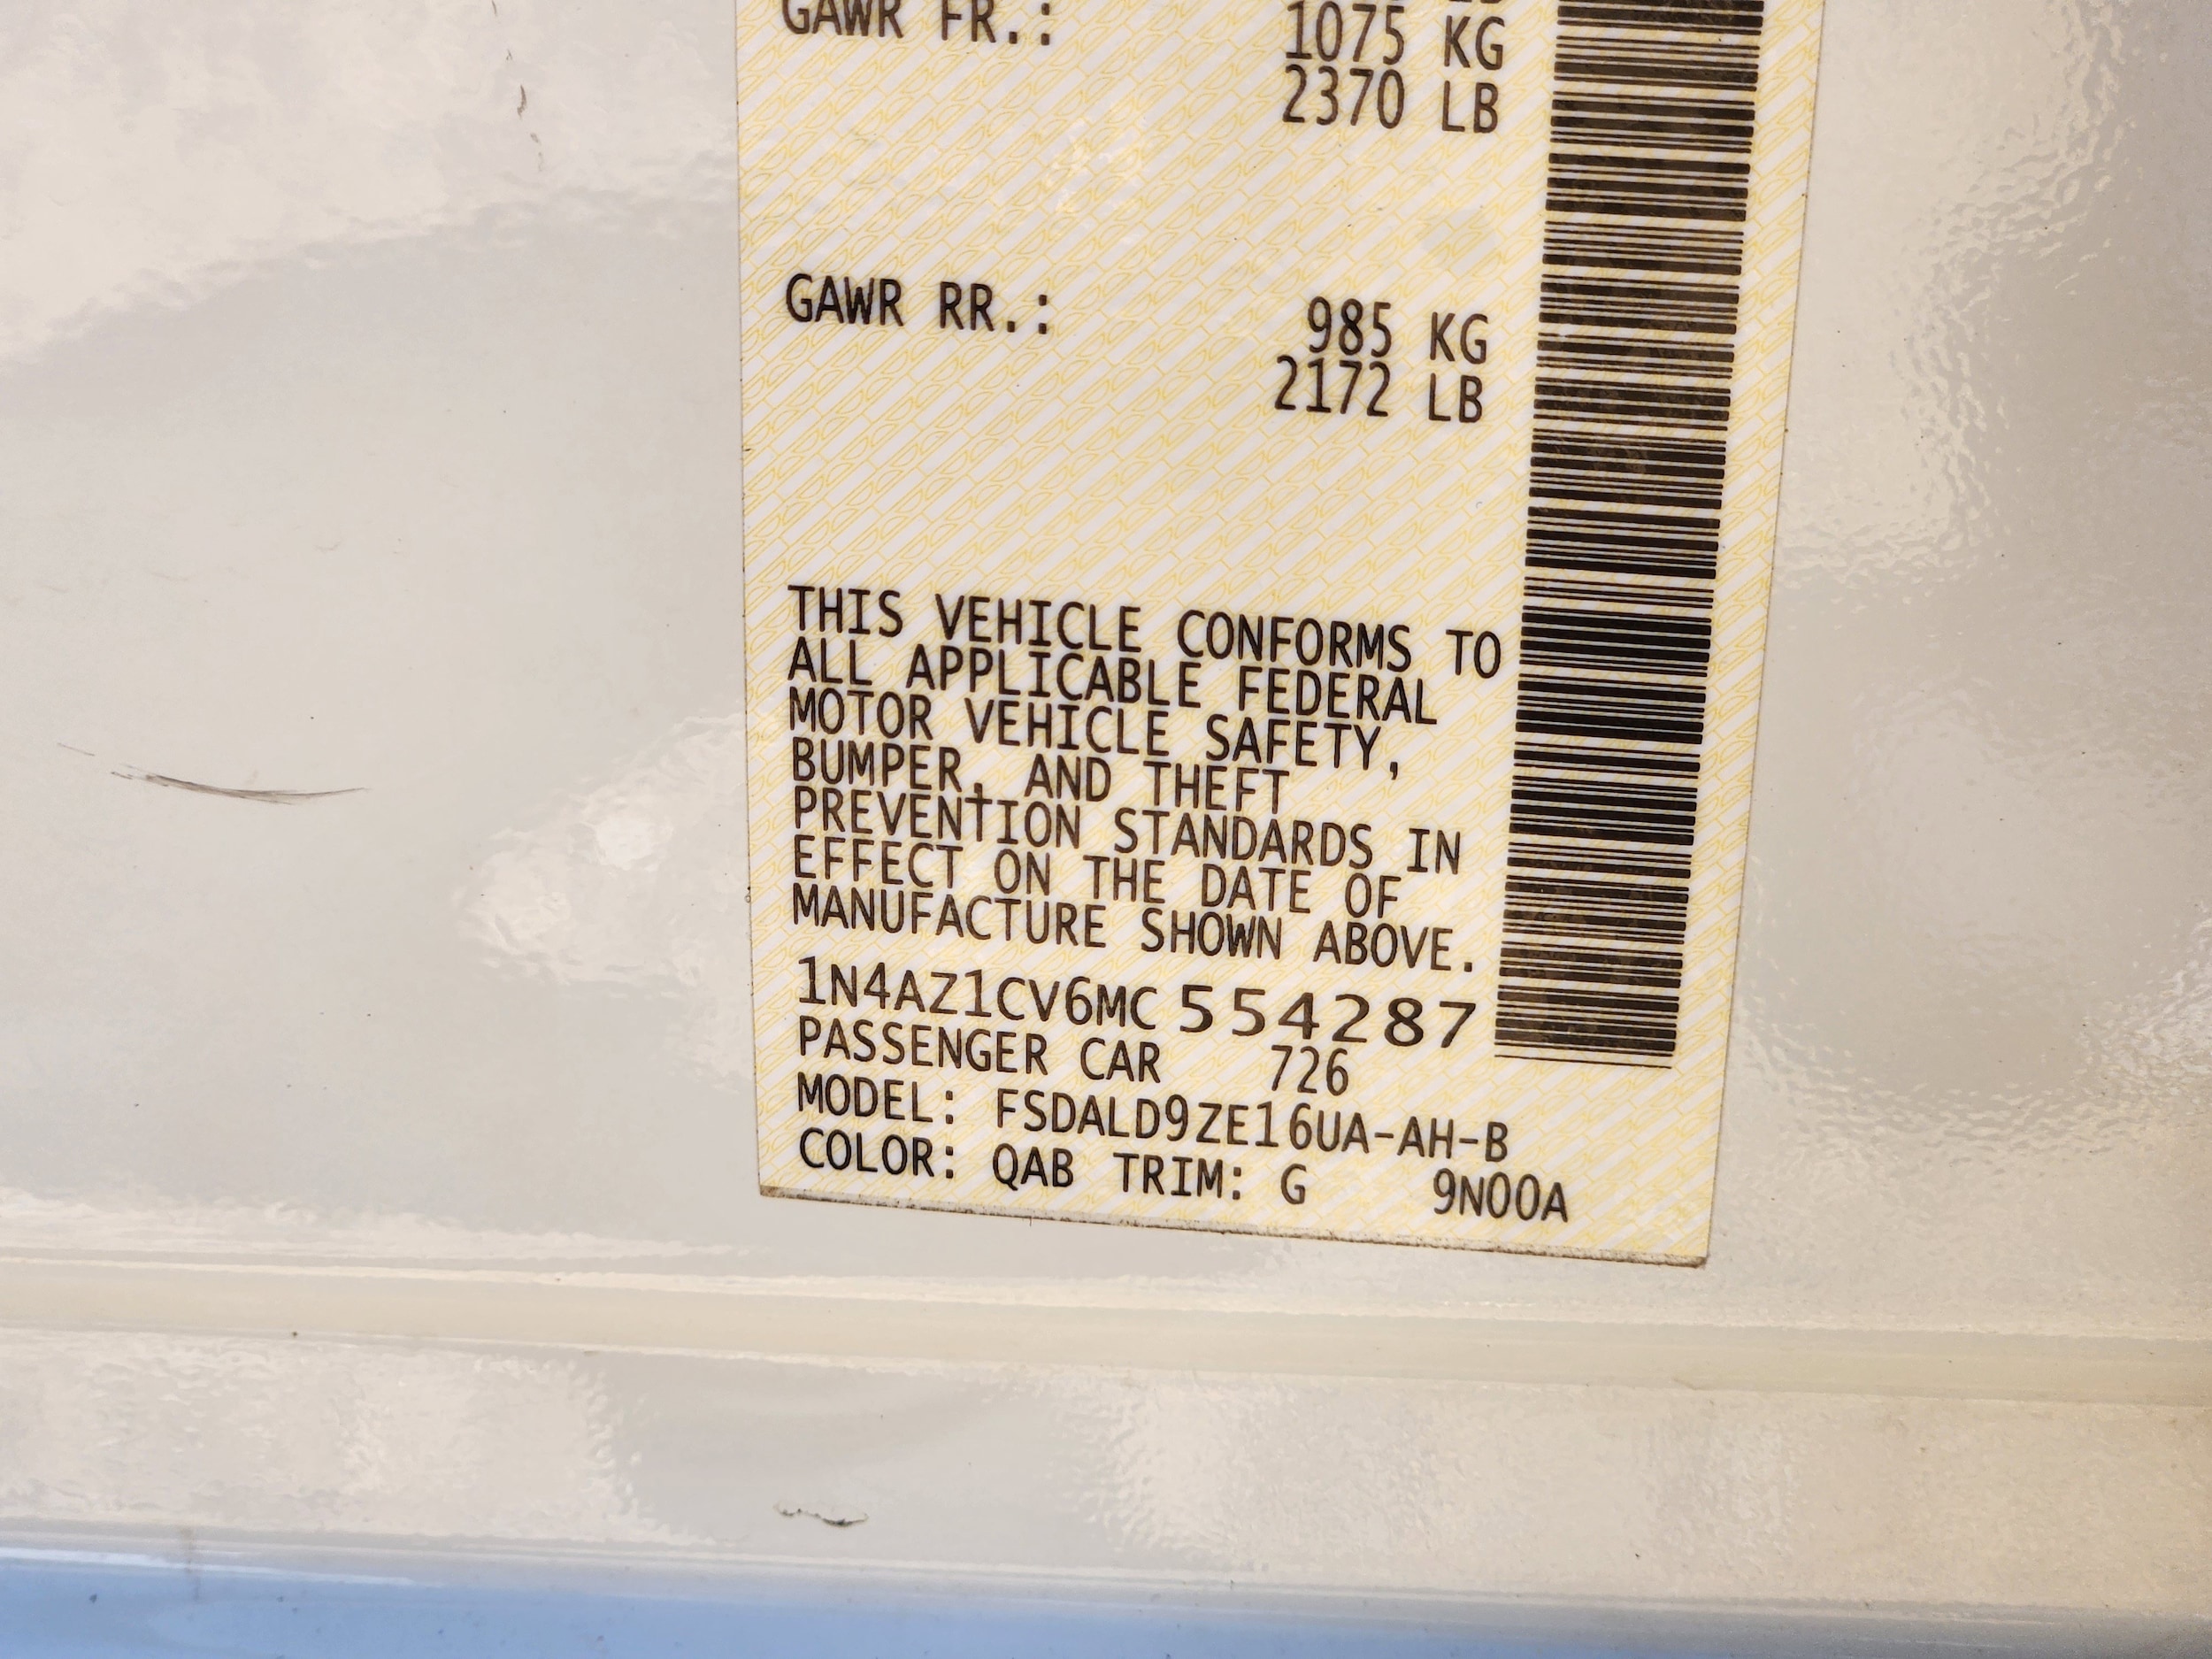 GAWR FR.:
1075 KG
2370 LB
GAWR RR.:
985 KG
2172 LB
THIS VEHICLE CONFORMS TO
ALL APPLICABLE FEDERAL
MOTOR VEHICLE SAFETY,
BUMPER, AND THEFT
PREVENTION STANDARDS IN
EFFECT ON THE DATE OF
MANUFACTURE SHOWN ABOVE.
1N4AZ1CV6MC554287
PASSENGER CAR 726
MODEL: FSDALD9ZE16UA-AH-B
COLOR: QAB TRIM: G 9N00A